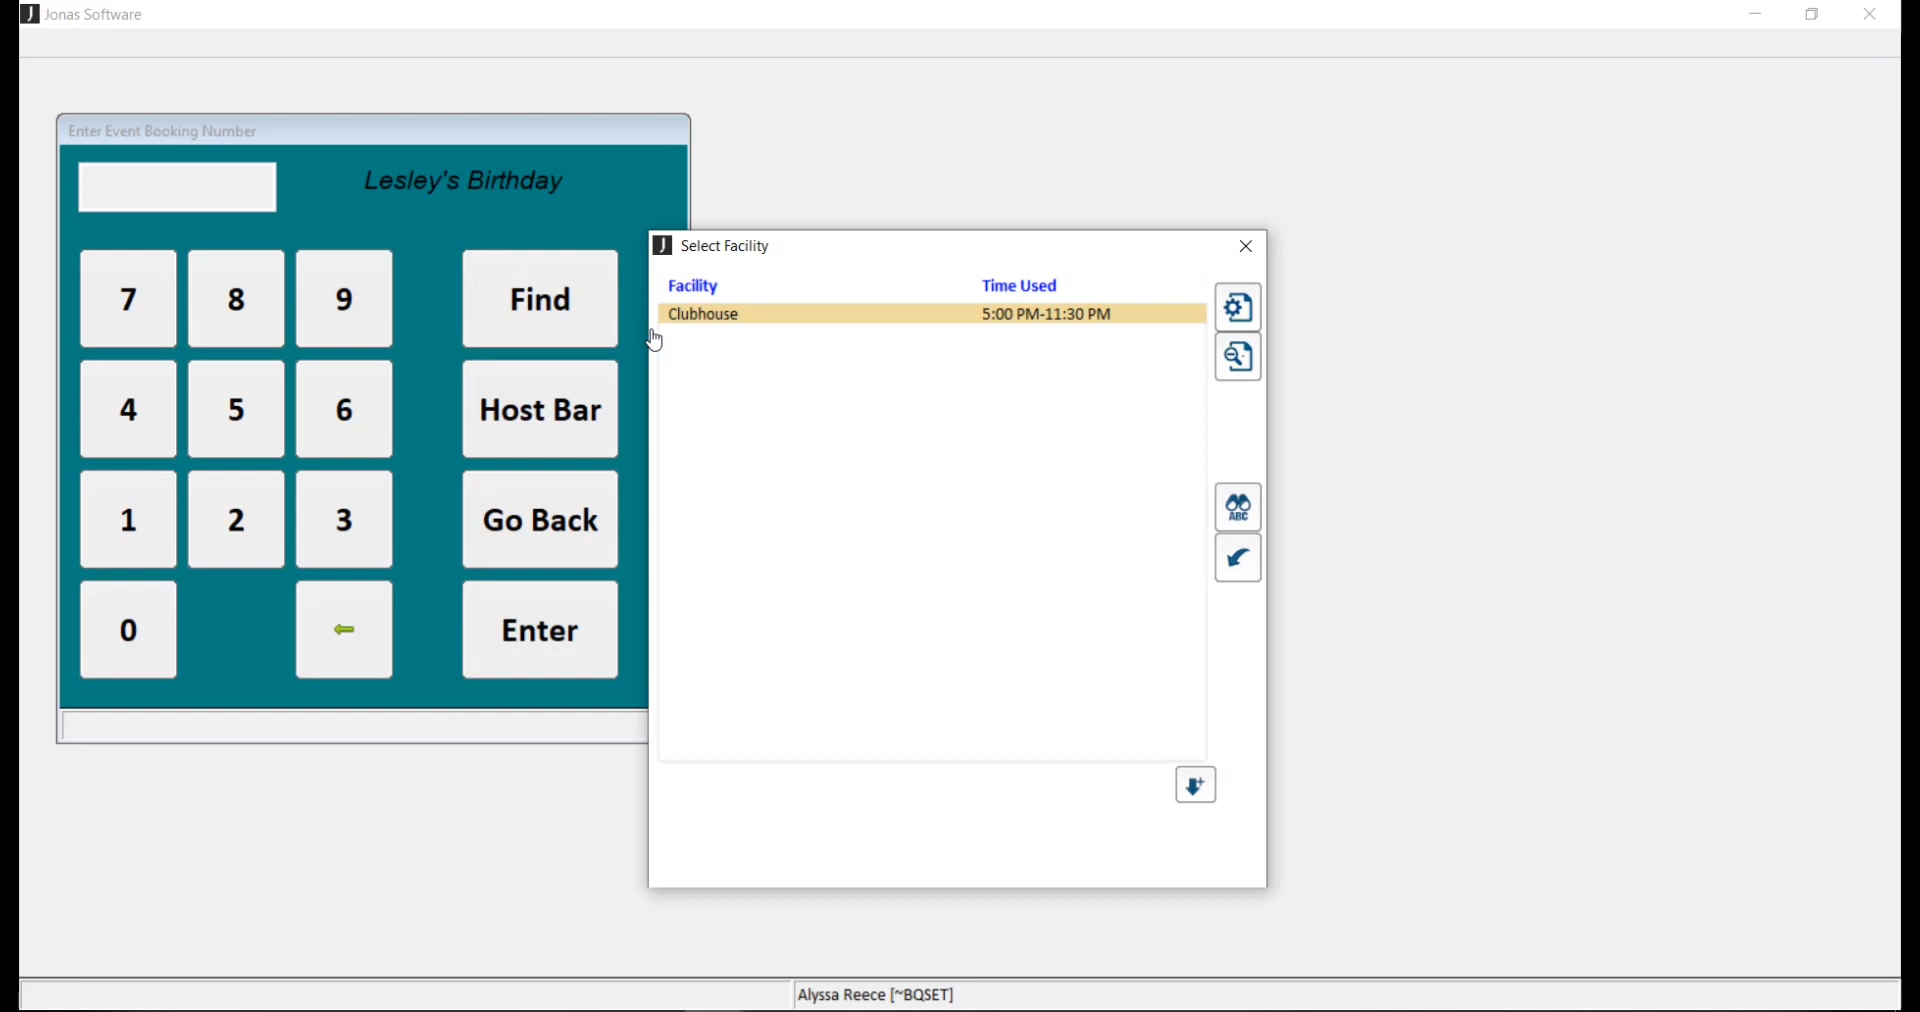 J Jonas Software
Enter Event Booking Number
Lesley's Birthday
7 8 9 Find
4 5 6 Host Bar
1 2 3 Go Back
0 Enter
J Select Facility
Facility Time Used
Clubhouse 5:00 PM-11:30 PM
ABC
Alyssa Reece [~BQSET]